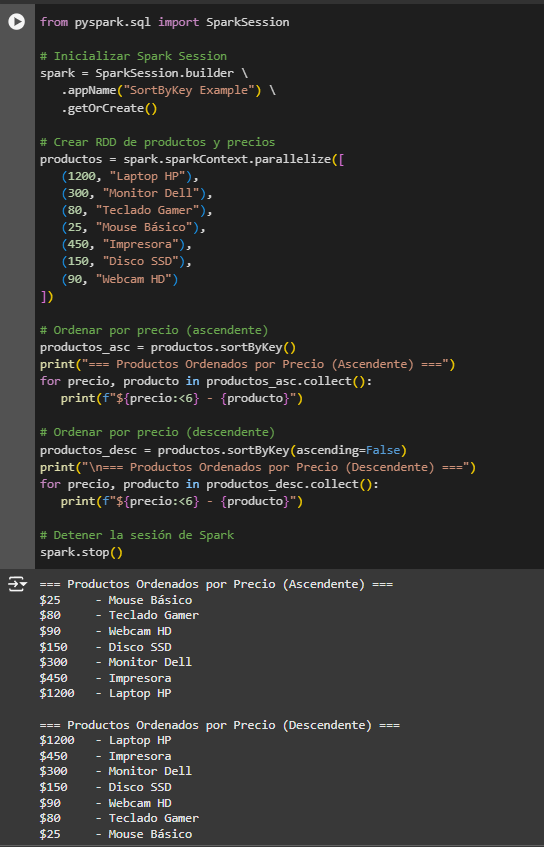 from pyspark.sql import SparkSession
# Inicializar Spark Session
spark = SparkSession.builder \
   .appName("SortByKey Example") \
   .getOrCreate()
# Crear RDD de productos y precios
productos = spark.sparkContext.parallelize([
   (1200, "Laptop HP"),
   (300, "Monitor Dell"),
   (80, "Teclado Gamer"),
   (25, "Mouse Básico"),
   (450, "Impresora"),
   (150, "Disco SSD"),
   (90, "Webcam HD")
])
# Ordenar por precio (ascendente)
productos_asc = productos.sortByKey()
print("=== Productos Ordenados por Precio (Ascendente) ===")
for precio, producto in productos_asc.collect():
   print(f"${precio:<6} - {producto}")
# Ordenar por precio (descendente)
productos_desc = productos.sortByKey(ascending=False)
print("\n=== Productos Ordenados por Precio (Descendente) ===")
for precio, producto in productos_desc.collect():
   print(f"${precio:<6} - {producto}")
# Detener la sesión de Spark
spark.stop()
=== Productos Ordenados por Precio (Ascendente) ===
$25     - Mouse Básico
$80     - Teclado Gamer
$90     - Webcam HD
$150    - Disco SSD
$300    - Monitor Dell
$450    - Impresora
$1200   - Laptop HP
=== Productos Ordenados por Precio (Descendente) ===
$1200   - Laptop HP
$450    - Impresora
$300    - Monitor Dell
$150    - Disco SSD
$90     - Webcam HD
$80     - Teclado Gamer
$25     - Mouse Básico